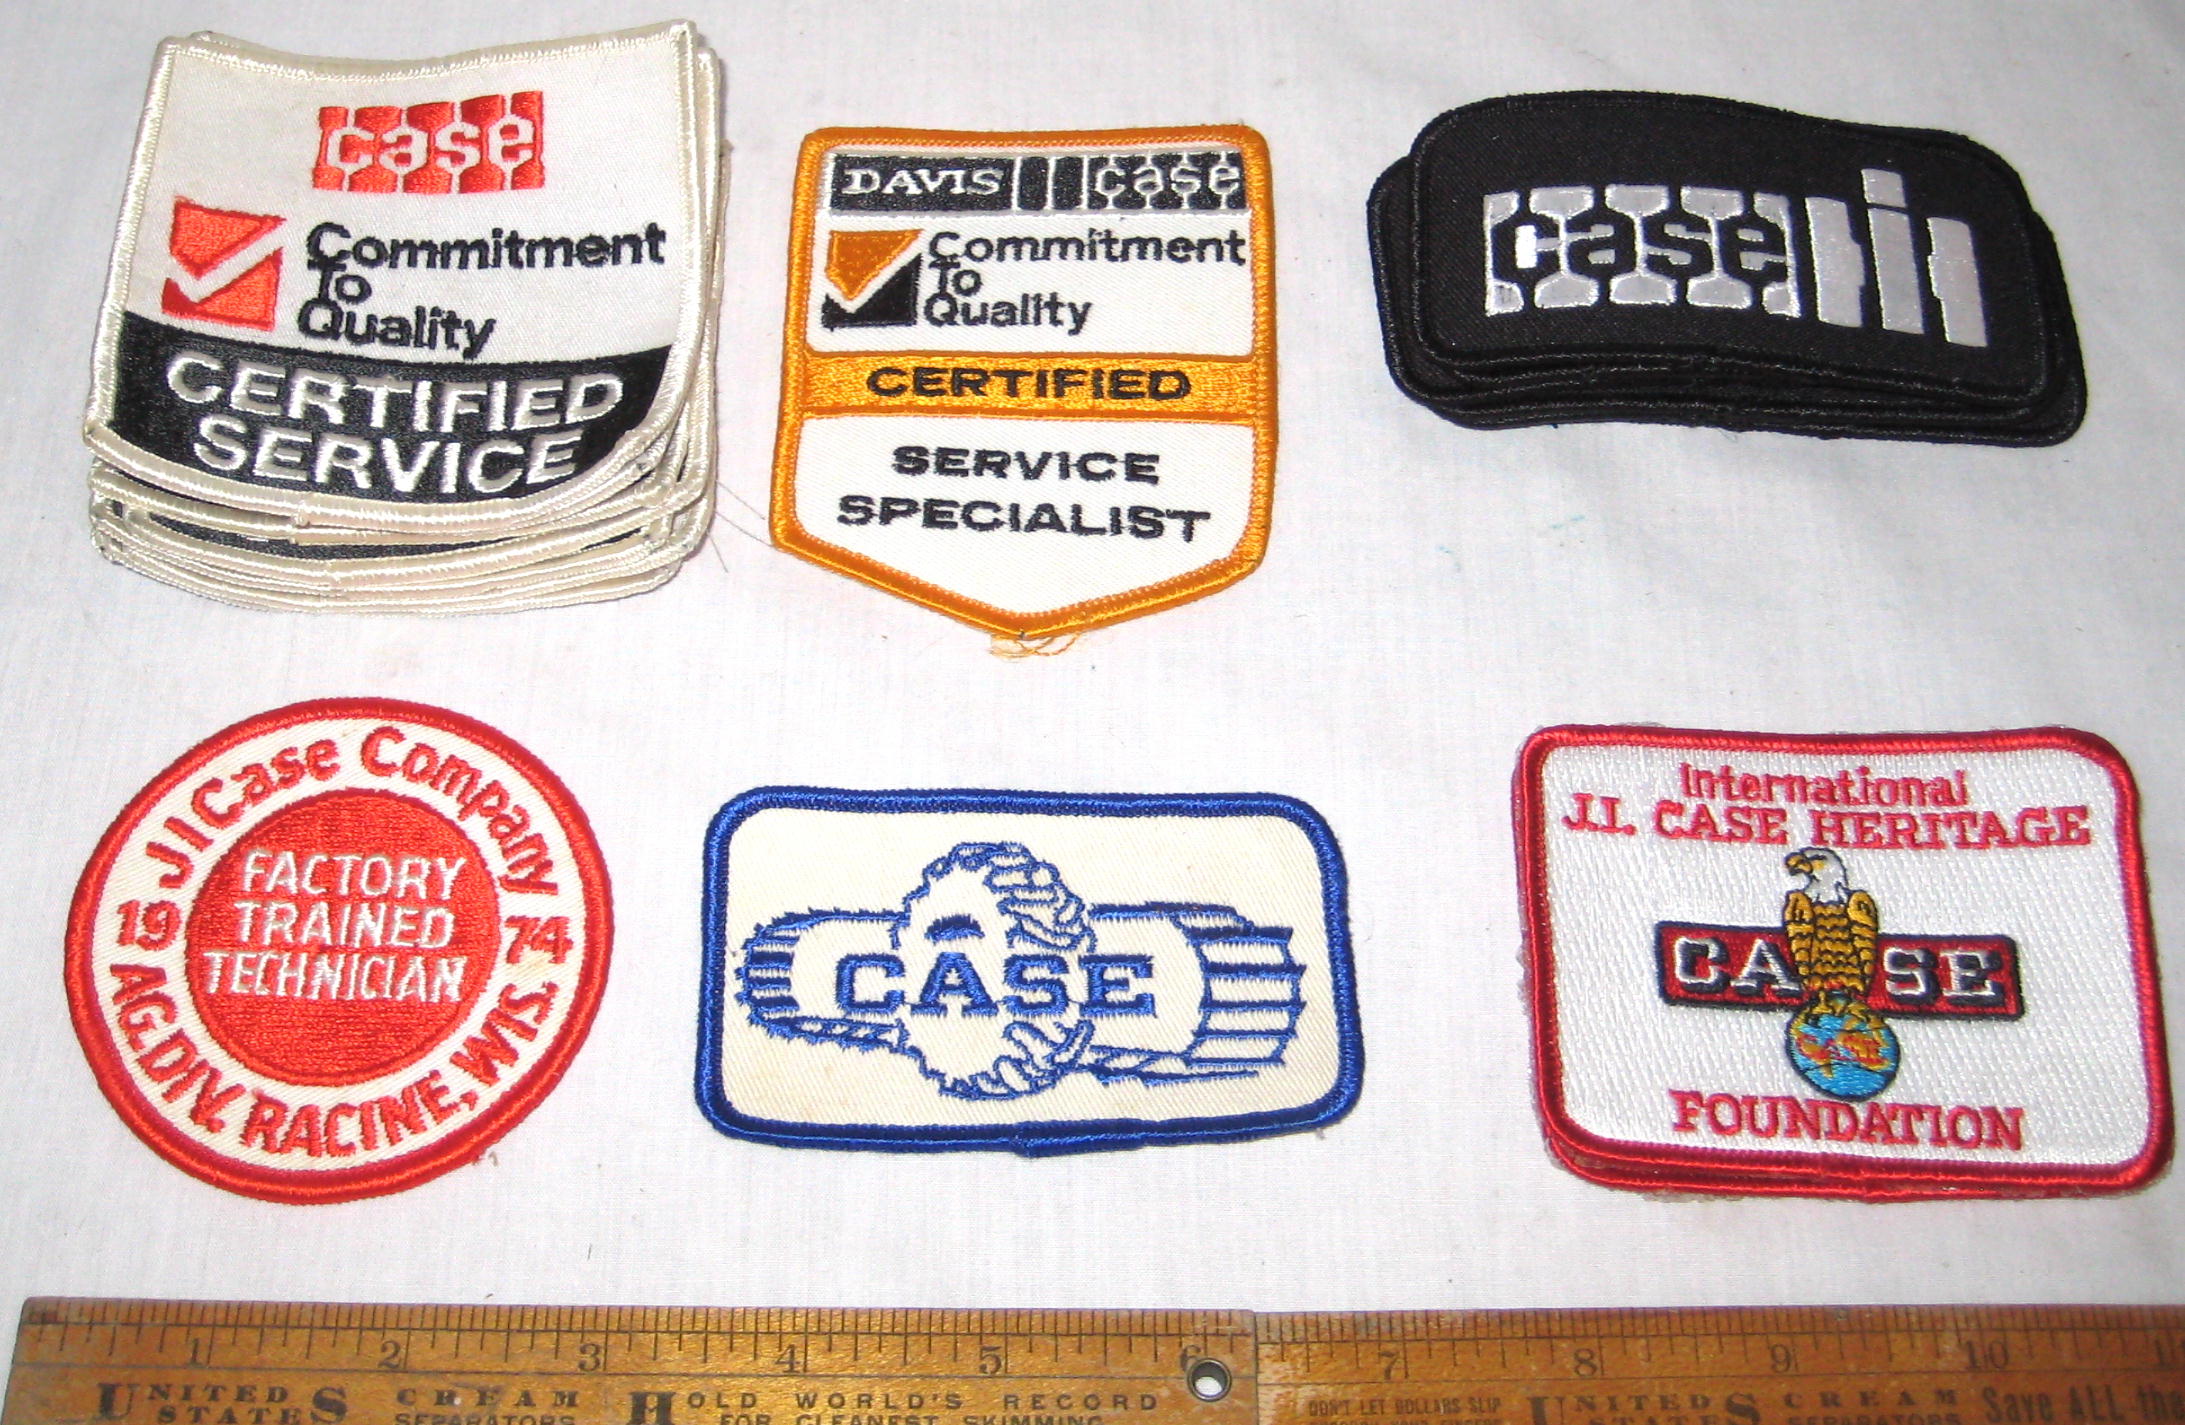 case
Commitment
To
Quality
CERTIFIED
SERVICE
DAVIS case
Commitment
To
Quality
CERTIFIED
SERVICE
SPECIALIST
case
J I Case Company
19 74
FACTORY
TRAINED
TECHNICIAN
AG.DIV. RACINE, WIS.
CASE
International
J.I. CASE HERITAGE
CASE
FOUNDATION
1 2 3 4 5 6 7 8 9 10 11
UNITED STATES CREAM SEPARATORS
HOLD WORLD'S RECORD
FOR CLEANEST SKIMMING
DON'T LET DOLLARS SLIP
UNITED STATES CREAM SEPARATORS
Save ALL the